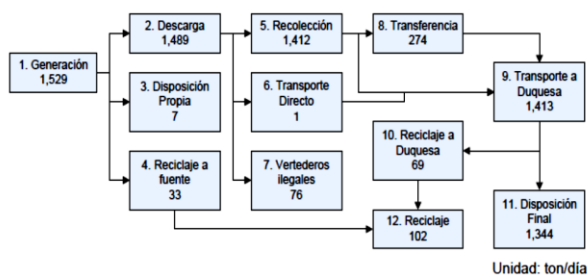 1. Generación
1,529
2. Descarga
1,489
3. Disposición
Propia
7
4. Reciclaje a
fuente
33
5. Recolección
1,412
6. Transporte
Directo
1
7. Vertederos
ilegales
76
8. Transferencia
274
9. Transporte a
Duquesa
1,413
10. Reciclaje a
Duquesa
69
11. Disposición
Final
1,344
12. Reciclaje
102
Unidad: ton/día